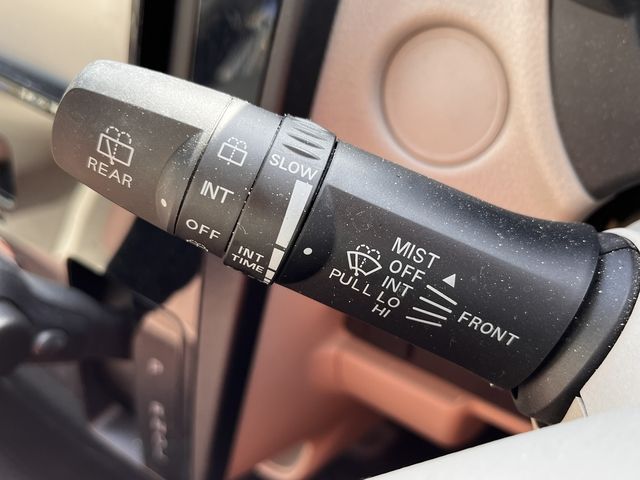 REAR
INT
OFF
SLOW
INT
TIME
MIST
OFF
INT
PULL LO
HI
FRONT